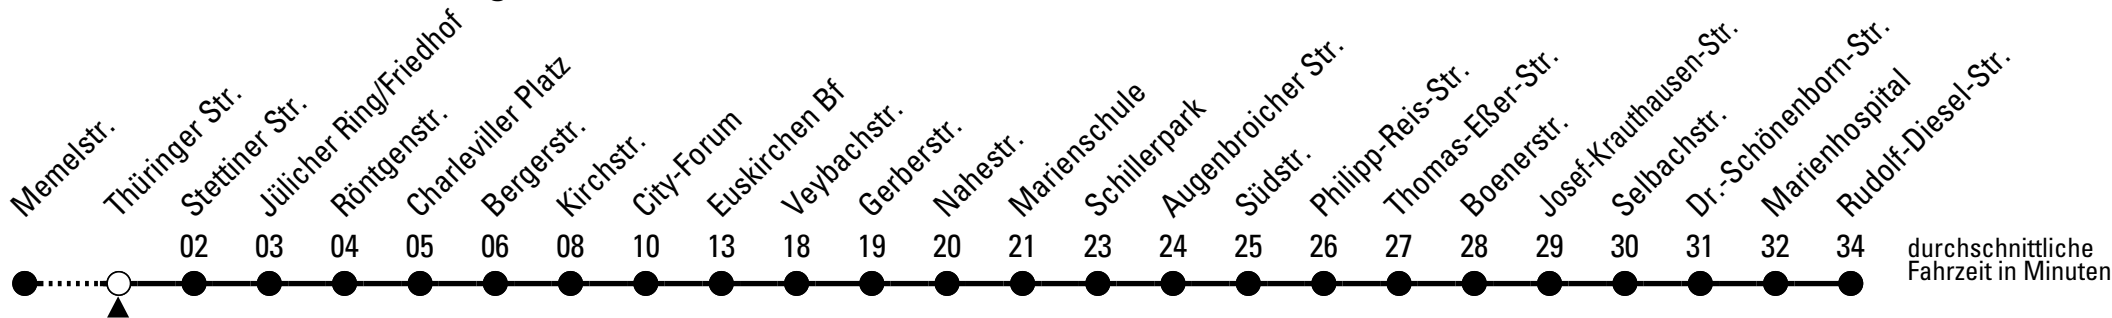 Memelstr.
Thüringer Str.
Stettiner Str.
Jülicher Ring/Friedhof
Röntgenstr.
Charleviller Platz
Bergerstr.
Kirchstr.
City-Forum
Euskirchen Bf
Veybachstr.
Gerberstr.
Nahestr.
Marienschule
Schillerpark
Augenbroicher Str.
Südstr.
Philipp-Reis-Str.
Thomas-Eßer-Str.
Boenerstr.
Josef-Krauthausen-Str.
Selbachstr.
Dr.-Schönenborn-Str.
Marienhospital
Rudolf-Diesel-Str.
02 03 04 05 06 08 10 13 18 19 20 21 23 24 25 26 27 28 29 30 31 32 34
durchschnittliche
Fahrzeit in Minuten